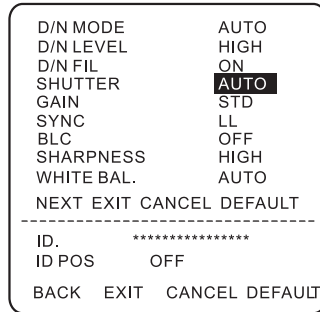 D/N MODE AUTO
D/N LEVEL HIGH
D/N FIL ON
SHUTTER AUTO
GAIN STD
SYNC LL
BLC OFF
SHARPNESS HIGH
WHITE BAL. AUTO
NEXT EXIT CANCEL DEFAULT
ID. ****************
ID POS OFF
BACK EXIT CANCEL DEFAULT